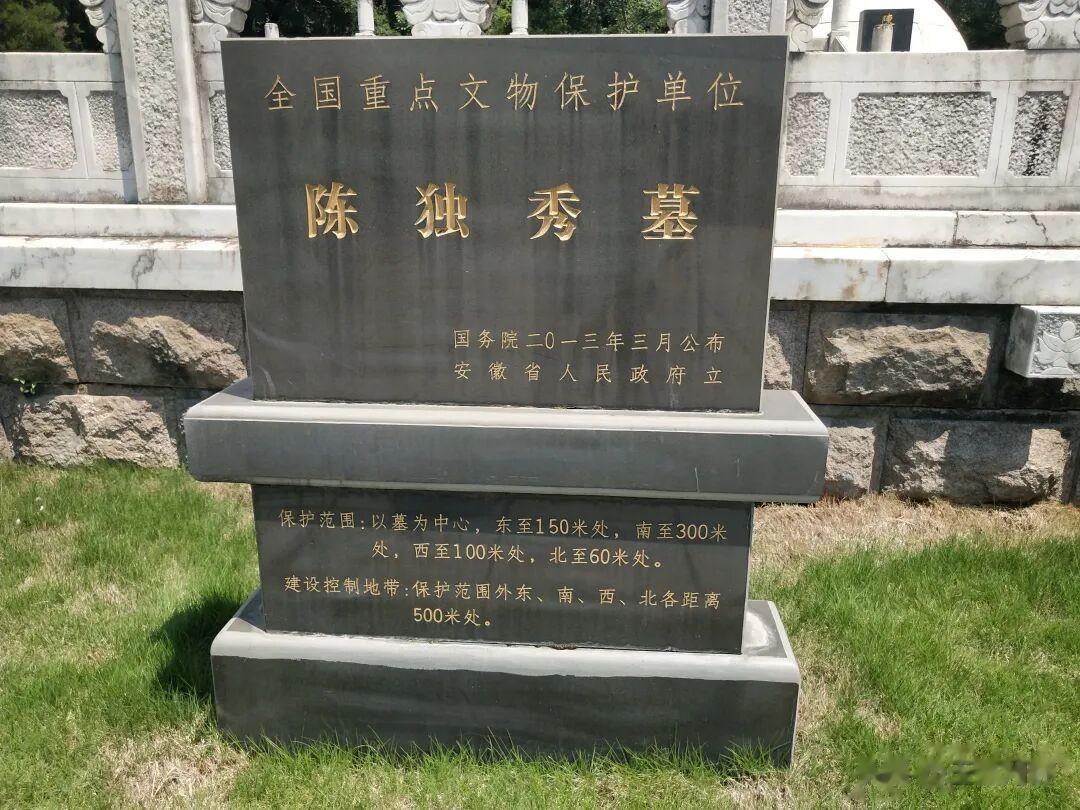 全国重点文物保护单位
陈独秀墓
国务院二〇一三年三月公布
安徽省人民政府立
保护范围:以墓为中心，东至150米处，南至300米
处，西至100米处，北至60米处。
建设控制地带:保护范围外东、南、西、北各距离
500米处。